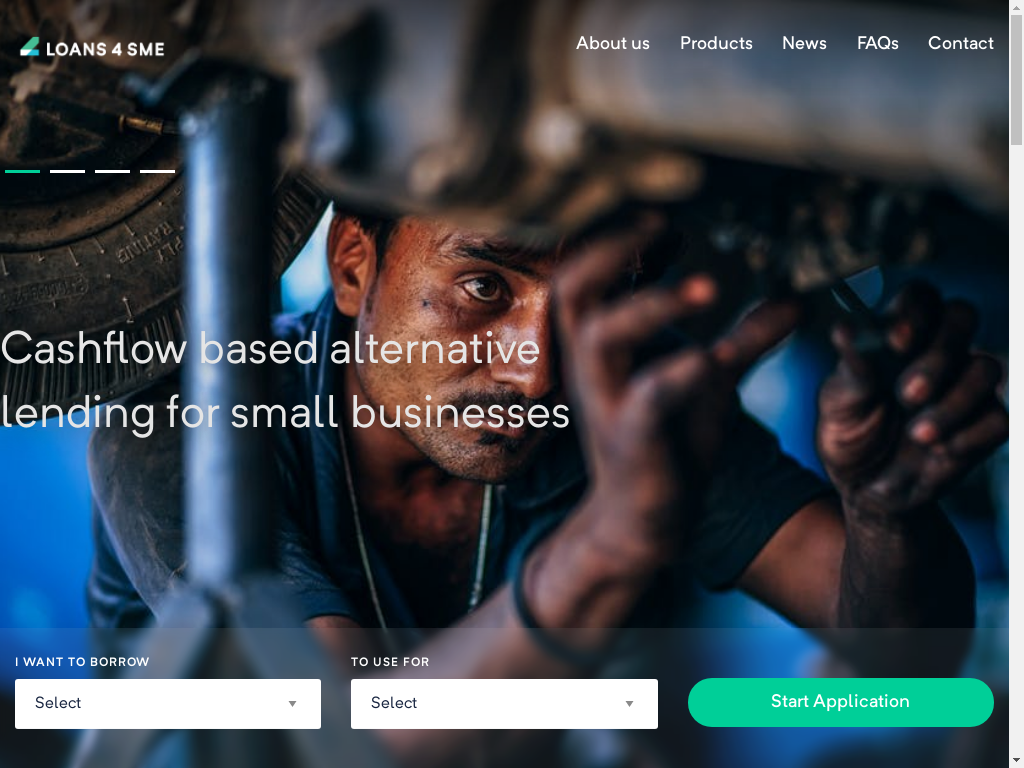 LOANS 4 SME
About us
Products
News
FAQs
Contact
Cashflow based alternative
lending for small businesses
I WANT TO BORROW
Select
TO USE FOR
Select
Start Application